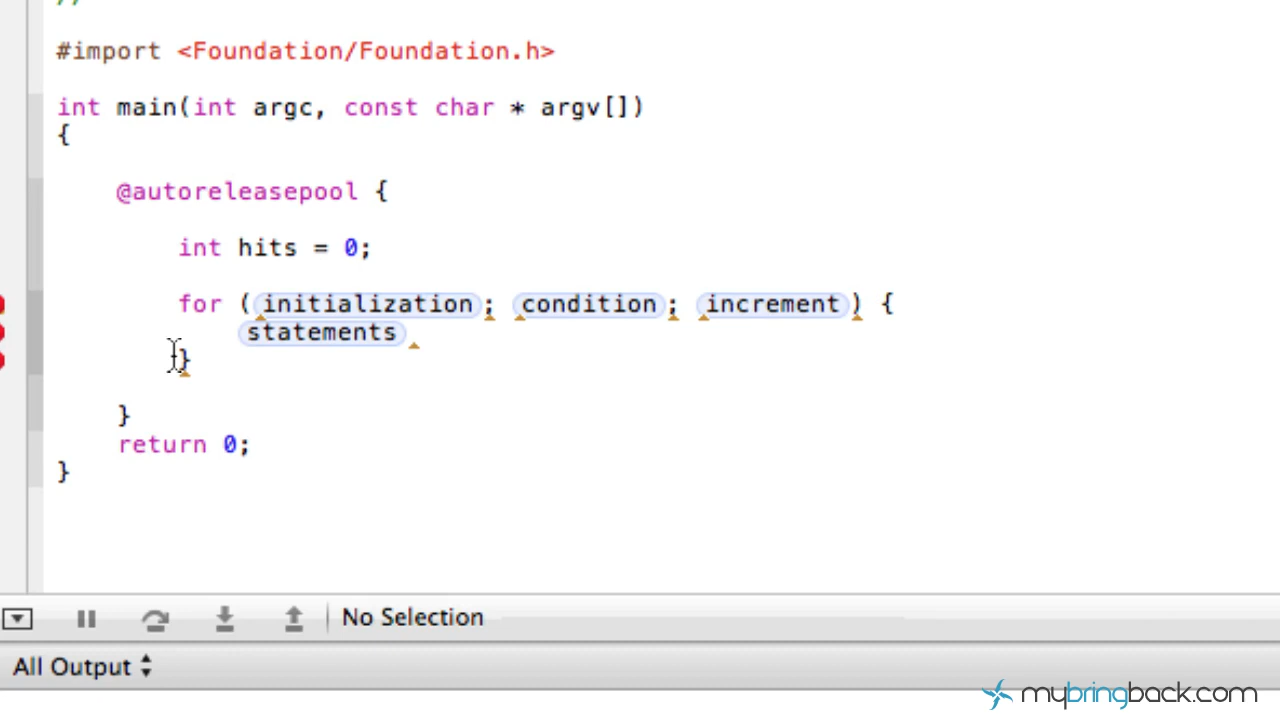 //
#import <Foundation/Foundation.h>
int main(int argc, const char * argv[])
{
@autoreleasepool {
int hits = 0;
for (initialization; condition; increment) {
statements
}
}
return 0;
}
No Selection
All Output
mybringback.com